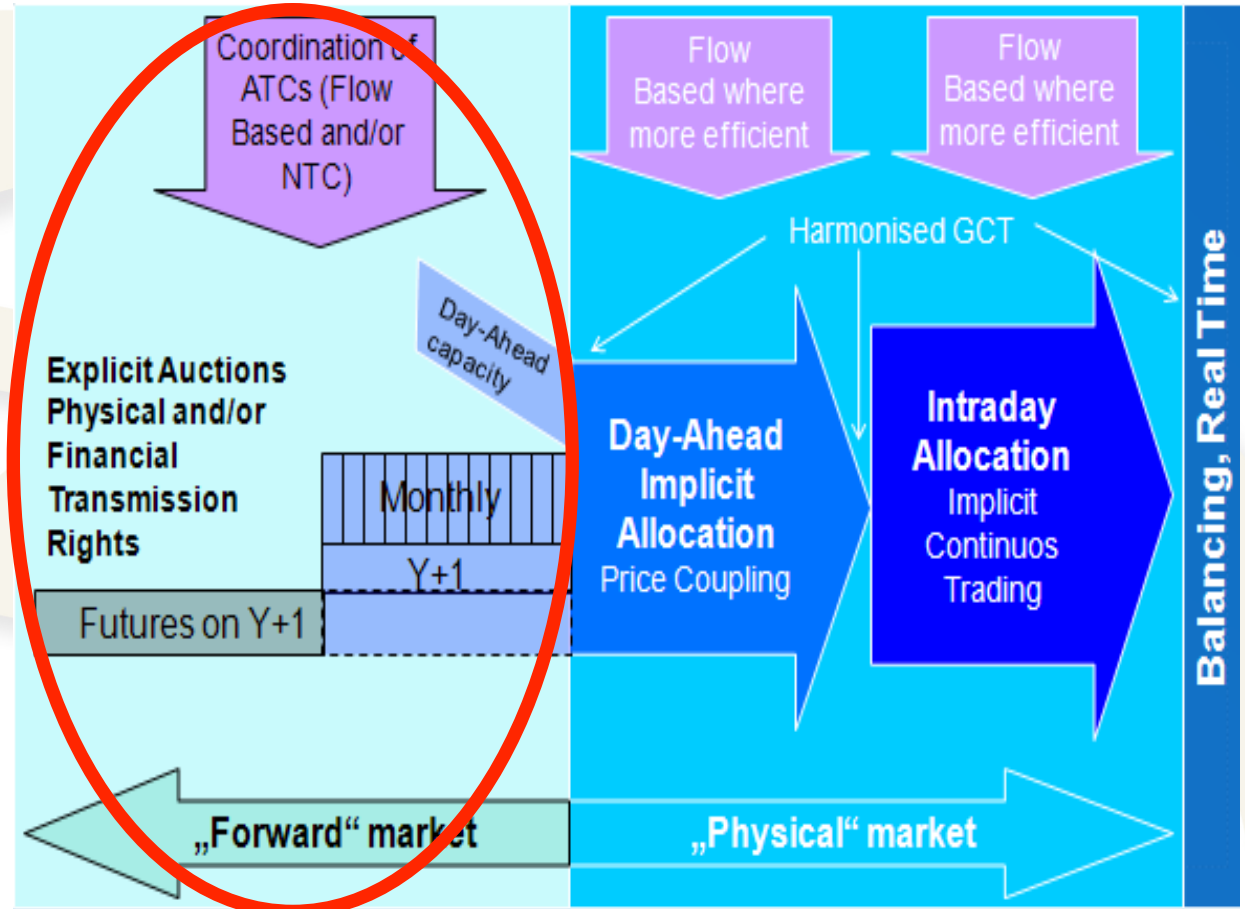 Coordination of
ATCs (Flow
Based and/or
NTC)
Flow
Based where
more efficient
Flow
Based where
more efficient
Harmonised GCT
Day-Ahead
capacity
Explicit Auctions
Physical and/or
Financial
Transmission
Rights
Monthly
Y+1
Futures on Y+1
Day-Ahead
Implicit
Allocation
Price Coupling
Intraday
Allocation
Implicit
Continuos
Trading
Balancing, Real Time
„Forward“ market
„Physical“ market